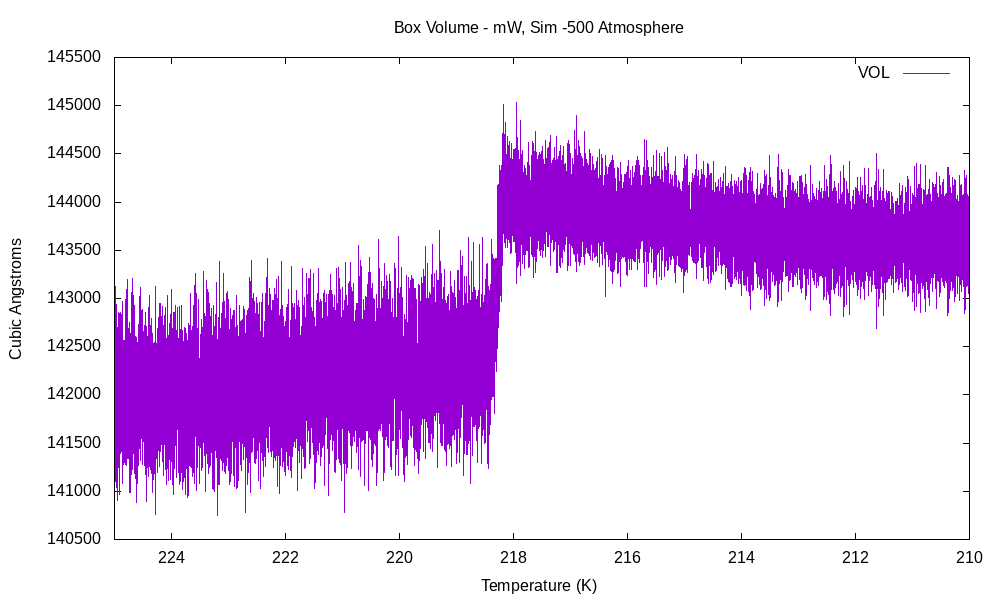 Box Volume - mW, Sim -500 Atmosphere
VOL
145500
145000
144500
144000
143500
143000
142500
142000
141500
141000
140500
Cubic Angstroms
224 222 220 218 216 214 212 210
Temperature (K)